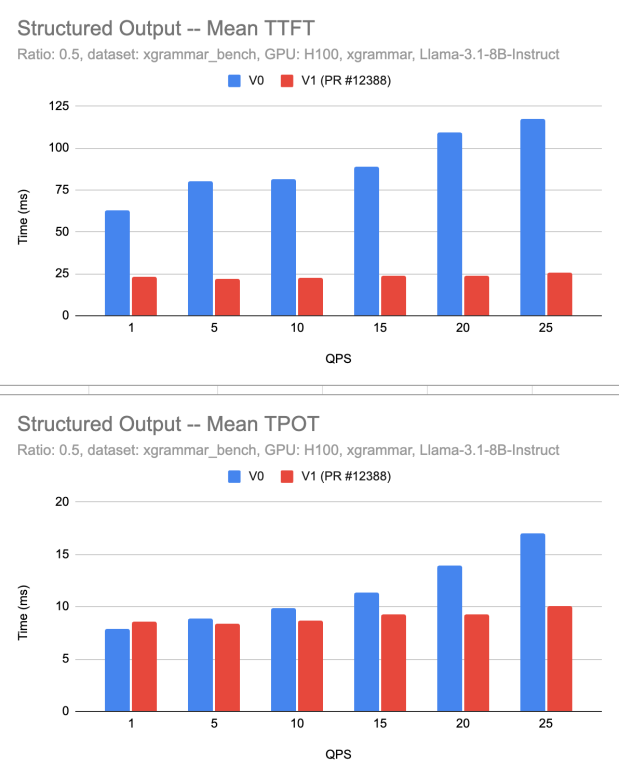 Structured Output -- Mean TTFT
Ratio: 0.5, dataset: xgrammar_bench, GPU: H100, xgrammar, Llama-3.1-8B-Instruct
V0 V1 (PR #12388)
125
100
75
50
25
0
Time (ms)
1 5 10 15 20 25
QPS
Structured Output -- Mean TPOT
Ratio: 0.5, dataset: xgrammar_bench, GPU: H100, xgrammar, Llama-3.1-8B-Instruct
V0 V1 (PR #12388)
20
15
10
5
0
Time (ms)
1 5 10 15 20 25
QPS